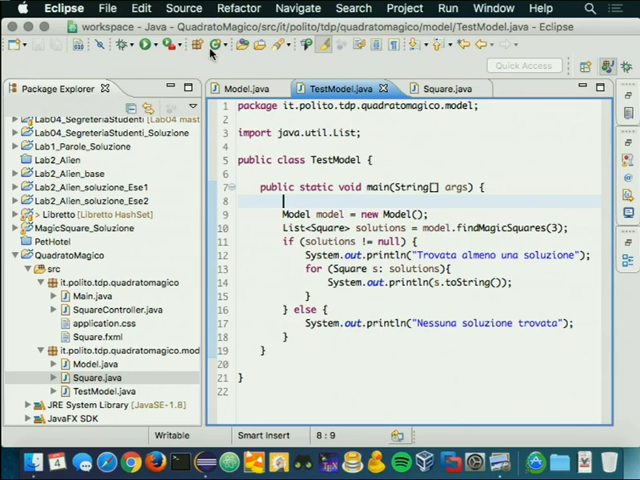 Eclipse File Edit Source Refactor Navigate Search Project Run Window Help
workspace - Java - QuadratoMagico/src/it/polito/tdp/quadratomagico/model/TestModel.java - Eclipse
Quick Access
Package Explorer
Model.java TestModel.java Square.java
Lab04_SegreteriaStudenti [Lab04 mast
Lab04_SegreteriaStudenti_Soluzione
Lab1_Parole_Soluzione
Lab2_Alien
Lab2_Alien_base
Lab2_Alien_soluzione_Ese1
Lab2_Alien_soluzione_Ese2
> Libretto [Libretto HashSet]
MagicSquare_Soluzione
PetHotel
QuadratoMagico
src
it.polito.tdp.quadratomagico
Main.java
SquareController.java
application.css
Square.fxml
it.polito.tdp.quadratomagico.mod
Model.java
Square.java
TestModel.java
JRE System Library [JavaSE-1.8]
JavaFX SDK
1 package it.polito.tdp.quadratomagico.model;
2
3 import java.util.List;
4
5 public class TestModel {
6
7 public static void main(String[] args) {
8
9 Model model = new Model();
10 List<Square> solutions = model.findMagicSquares(3);
11 if (solutions != null) {
12 System.out.println("Trovata almeno una soluzione");
13 for (Square s: solutions){
14 System.out.println(s.toString());
15 }
16 } else {
17 System.out.println("Nessuna soluzione trovata");
18 }
19 }
20
21 }
22
Writable Smart Insert 8 : 9